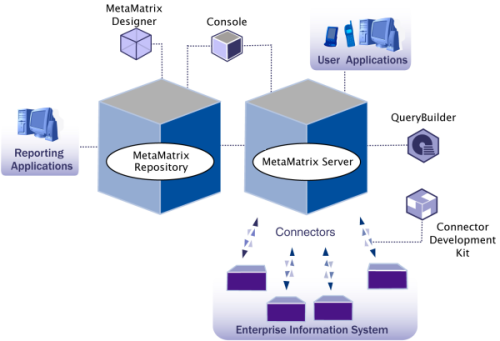 MetaMatrix
Designer
Console
User Applications
QueryBuilder
Reporting
Applications
MetaMatrix
Repository
MetaMatrix Server
Connectors
Connector
Development
Kit
Enterprise Information System